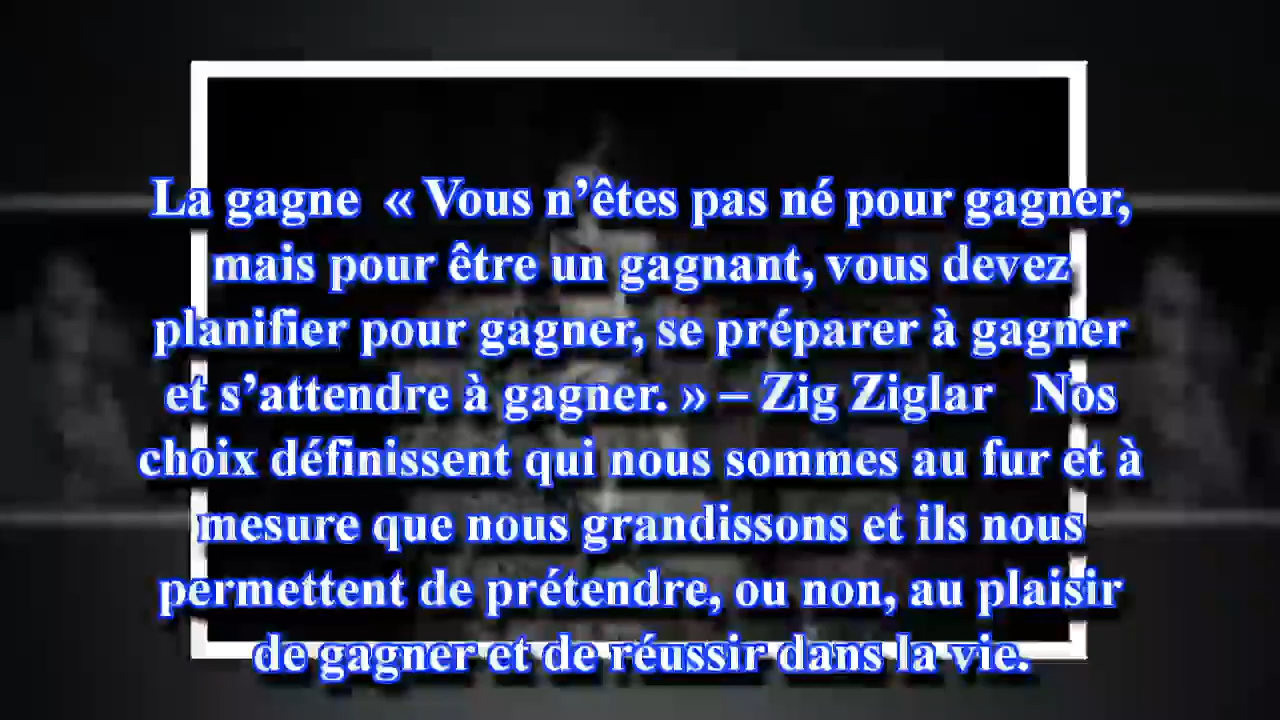 La gagne « Vous n’êtes pas né pour gagner,
mais pour être un gagnant, vous devez
planifier pour gagner, se préparer à gagner
et s’attendre à gagner. » – Zig Ziglar Nos
choix définissent qui nous sommes au fur et à
mesure que nous grandissons et ils nous
permettent de prétendre, ou non, au plaisir
de gagner et de réussir dans la vie.